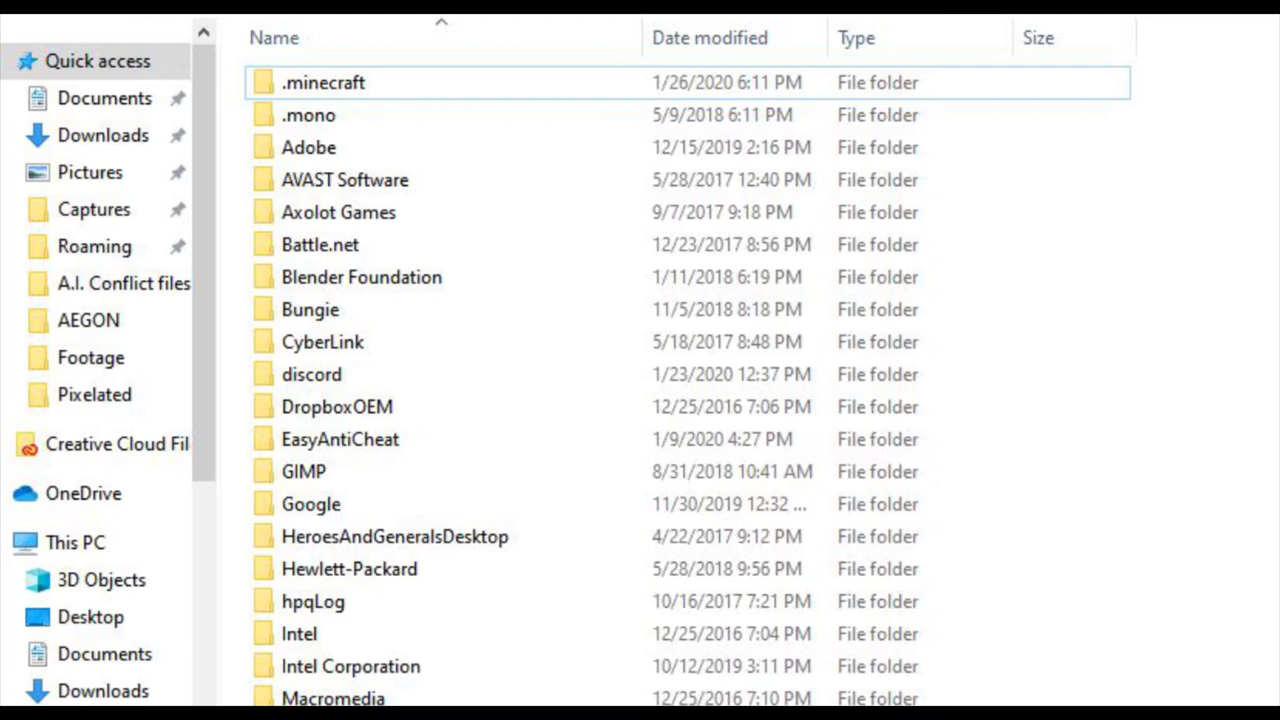 Name Date modified Type Size
Quick access
Documents
Downloads
Pictures
Captures
Roaming
A.I. Conflict files
AEGON
Footage
Pixelated
Creative Cloud Fil
OneDrive
This PC
3D Objects
Desktop
Documents
Downloads
.minecraft 1/26/2020 6:11 PM File folder
.mono 5/9/2018 6:11 PM File folder
Adobe 12/15/2019 2:16 PM File folder
AVAST Software 5/28/2017 12:40 PM File folder
Axolot Games 9/7/2017 9:18 PM File folder
Battle.net 12/23/2017 8:56 PM File folder
Blender Foundation 1/11/2018 6:19 PM File folder
Bungie 11/5/2018 8:18 PM File folder
CyberLink 5/18/2017 8:48 PM File folder
discord 1/23/2020 12:37 PM File folder
DropboxOEM 12/25/2016 7:06 PM File folder
EasyAntiCheat 1/9/2020 4:27 PM File folder
GIMP 8/31/2018 10:41 AM File folder
Google 11/30/2019 12:32 ... File folder
HeroesAndGeneralsDesktop 4/22/2017 9:12 PM File folder
Hewlett-Packard 5/28/2018 9:56 PM File folder
hpqLog 10/16/2017 7:21 PM File folder
Intel 12/25/2016 7:04 PM File folder
Intel Corporation 10/12/2019 3:11 PM File folder
Macromedia 12/25/2016 7:10 PM File folder